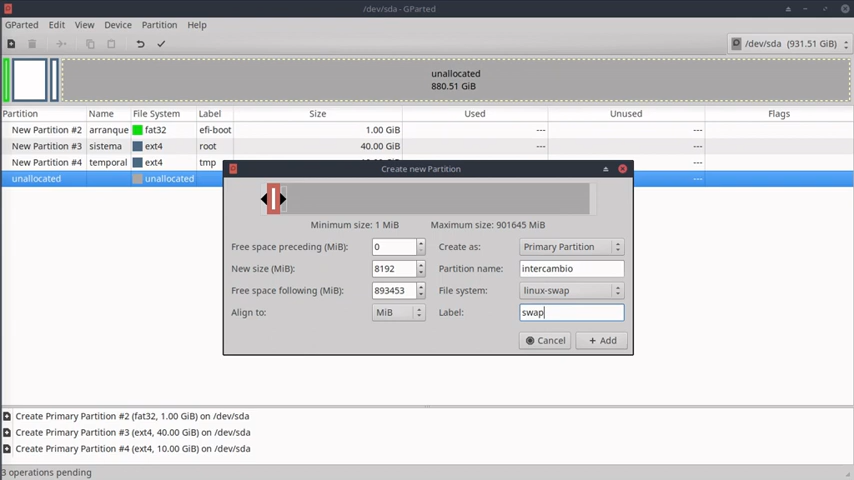 /dev/sda - GParted
GParted Edit View Device Partition Help
/dev/sda (931.51 GiB)
unallocated
880.51 GiB
Partition Name File System Label Size Used Unused Flags
New Partition #2 arranque fat32 efi-boot 1.00 GiB --- ---
New Partition #3 sistema ext4 root 40.00 GiB --- ---
New Partition #4 temporal ext4 tmp --- ---
unallocated unallocated ---
Create new Partition
Minimum size: 1 MiB Maximum size: 901645 MiB
Free space preceding (MiB): 0 Create as: Primary Partition
New size (MiB): 8192 Partition name: intercambio
Free space following (MiB): 893453 File system: linux-swap
Align to: MiB Label: swap
Cancel Add
Create Primary Partition #2 (fat32, 1.00 GiB) on /dev/sda
Create Primary Partition #3 (ext4, 40.00 GiB) on /dev/sda
Create Primary Partition #4 (ext4, 10.00 GiB) on /dev/sda
3 operations pending